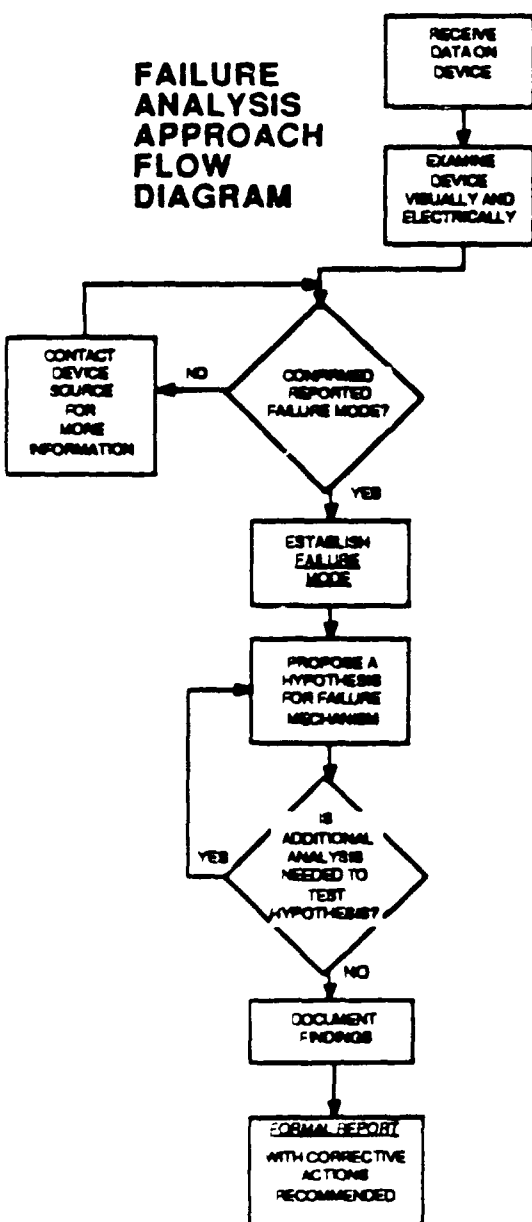 FAILURE
ANALYSIS
APPROACH
FLOW
DIAGRAM
RECEIVE
DATA ON
DEVICE
EXAMINE
DEVICE
VISUALLY AND
ELECTRICALLY
CONFIRMED
REPORTED
FAILURE MODE?
NO
CONTACT
DEVICE
SOURCE
FOR
MORE
INFORMATION
YES
ESTABLISH
FAILURE
MODE
PROPOSE A
HYPOTHESIS
FOR FAILURE
MECHANISM
IS
ADDITIONAL
ANALYSIS
NEEDED TO
TEST
HYPOTHESIS?
YES
NO
DOCUMENT
FINDINGS
FORMAL REPORT
WITH CORRECTIVE
ACTIONS
RECOMMENDED